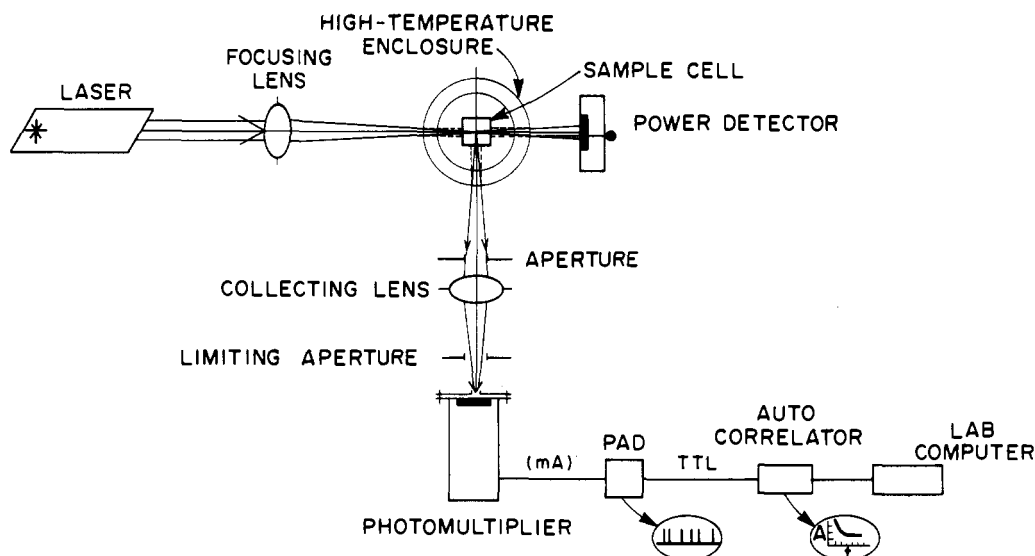 HIGH-TEMPERATURE
ENCLOSURE
FOCUSING
LENS
SAMPLE CELL
LASER
POWER DETECTOR
APERTURE
COLLECTING LENS
LIMITING APERTURE
AUTO
CORRELATOR
LAB
COMPUTER
PAD
(mA)
TTL
PHOTOMULTIPLIER
A